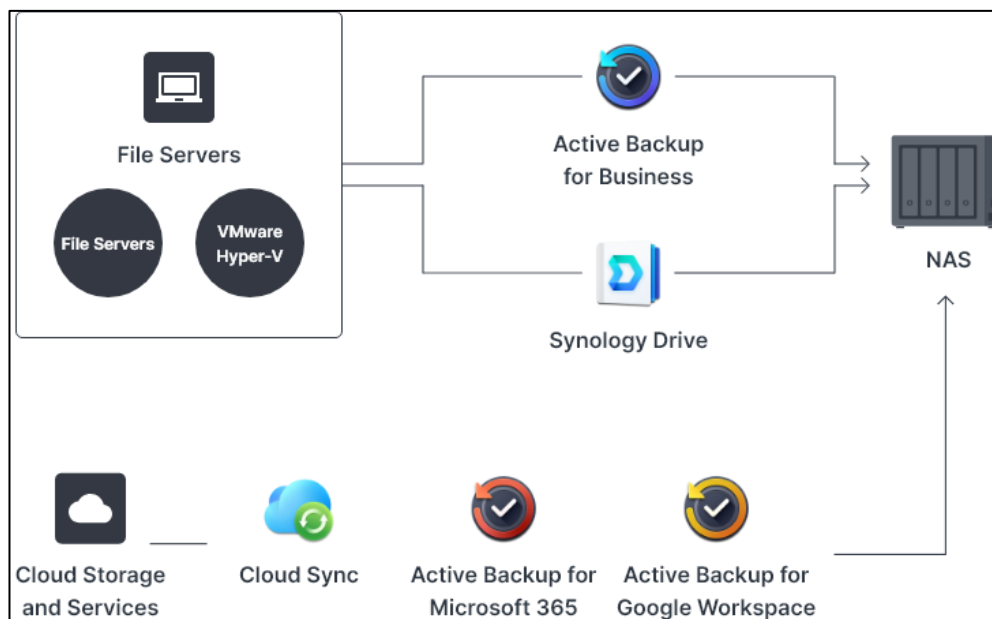 File Servers
File Servers
VMware
Hyper-V
Active Backup
for Business
Synology Drive
NAS
Cloud Storage
and Services
Cloud Sync
Active Backup for
Microsoft 365
Active Backup for
Google Workspace